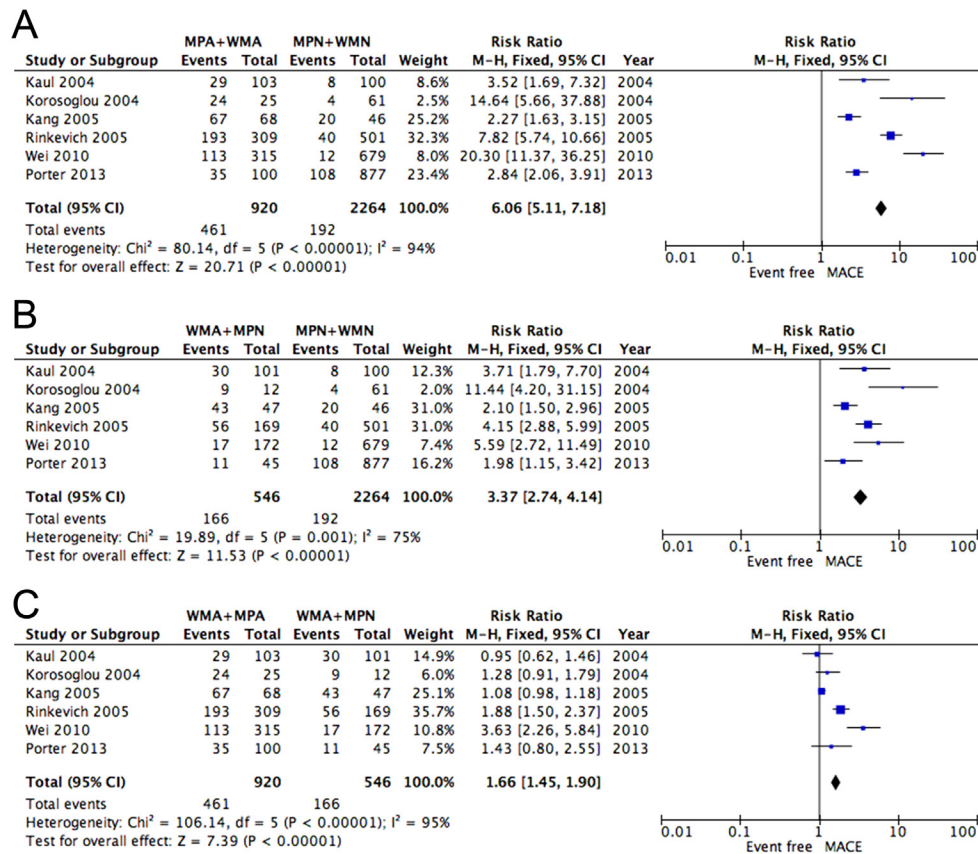 A
MPA+WMA MPN+WMN Risk Ratio Risk Ratio
Study or Subgroup Events Total Events Total Weight M-H, Fixed, 95% CI Year M-H, Fixed, 95% CI
Kaul 2004 29 103 8 100 8.6% 3.52 [1.69, 7.32] 2004
Korosoglou 2004 24 25 4 61 2.5% 14.64 [5.66, 37.88] 2004
Kang 2005 67 68 20 46 25.2% 2.27 [1.63, 3.15] 2005
Rinkevich 2005 193 309 40 501 32.3% 7.82 [5.74, 10.66] 2005
Wei 2010 113 315 12 679 8.0% 20.30 [11.37, 36.25] 2010
Porter 2013 35 100 108 877 23.4% 2.84 [2.06, 3.91] 2013
Total (95% CI) 920 2264 100.0% 6.06 [5.11, 7.18]
Total events 461 192
Heterogeneity: Chi² = 80.14, df = 5 (P < 0.00001); I² = 94%
Test for overall effect: Z = 20.71 (P < 0.00001)
0.01 0.1 1 10 100
Event free MACE
B
WMA+MPN MPN+WMN Risk Ratio Risk Ratio
Study or Subgroup Events Total Events Total Weight M-H, Fixed, 95% CI Year M-H, Fixed, 95% CI
Kaul 2004 30 101 8 100 12.3% 3.71 [1.79, 7.70] 2004
Korosoglou 2004 9 12 4 61 2.0% 11.44 [4.20, 31.15] 2004
Kang 2005 43 47 20 46 31.0% 2.10 [1.50, 2.96] 2005
Rinkevich 2005 56 169 40 501 31.0% 4.15 [2.88, 5.99] 2005
Wei 2010 17 172 12 679 7.4% 5.59 [2.72, 11.49] 2010
Porter 2013 11 45 108 877 16.2% 1.98 [1.15, 3.42] 2013
Total (95% CI) 546 2264 100.0% 3.37 [2.74, 4.14]
Total events 166 192
Heterogeneity: Chi² = 19.89, df = 5 (P = 0.001); I² = 75%
Test for overall effect: Z = 11.53 (P < 0.00001)
0.01 0.1 1 10 100
Event free MACE
C
WMA+MPA WMA+MPN Risk Ratio Risk Ratio
Study or Subgroup Events Total Events Total Weight M-H, Fixed, 95% CI Year M-H, Fixed, 95% CI
Kaul 2004 29 103 30 101 14.9% 0.95 [0.62, 1.46] 2004
Korosoglou 2004 24 25 9 12 6.0% 1.28 [0.91, 1.79] 2004
Kang 2005 67 68 43 47 25.1% 1.08 [0.98, 1.18] 2005
Rinkevich 2005 193 309 56 169 35.7% 1.88 [1.50, 2.37] 2005
Wei 2010 113 315 17 172 10.8% 3.63 [2.26, 5.84] 2010
Porter 2013 35 100 11 45 7.5% 1.43 [0.80, 2.55] 2013
Total (95% CI) 920 546 100.0% 1.66 [1.45, 1.90]
Total events 461 166
Heterogeneity: Chi² = 106.14, df = 5 (P < 0.00001); I² = 95%
Test for overall effect: Z = 7.39 (P < 0.00001)
0.01 0.1 1 10 100
Event free MACE